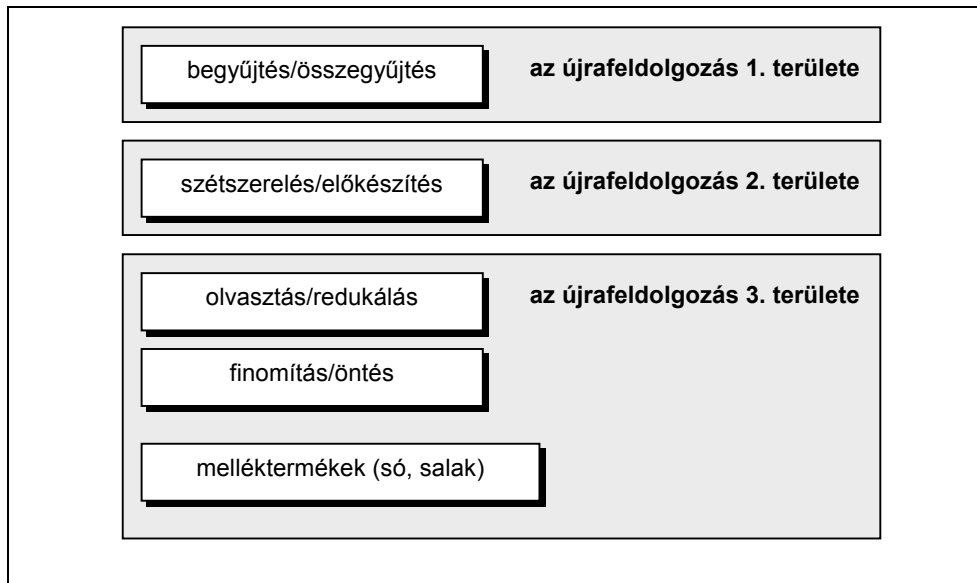 begyűjtés/összegyűjtés
az újrafeldolgozás 1. területe
szétszerelés/előkészítés
az újrafeldolgozás 2. területe
olvasztás/redukálás
az újrafeldolgozás 3. területe
finomítás/öntés
melléktermékek (só, salak)